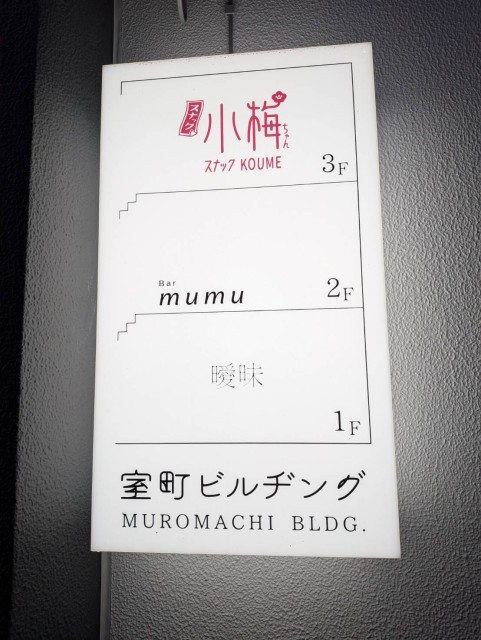 スナック 小梅ちゃん
スナック KOUME
3F
Bar
mumu
2F
曖昧
1F
室町ビルヂング
MUROMACHI BLDG.